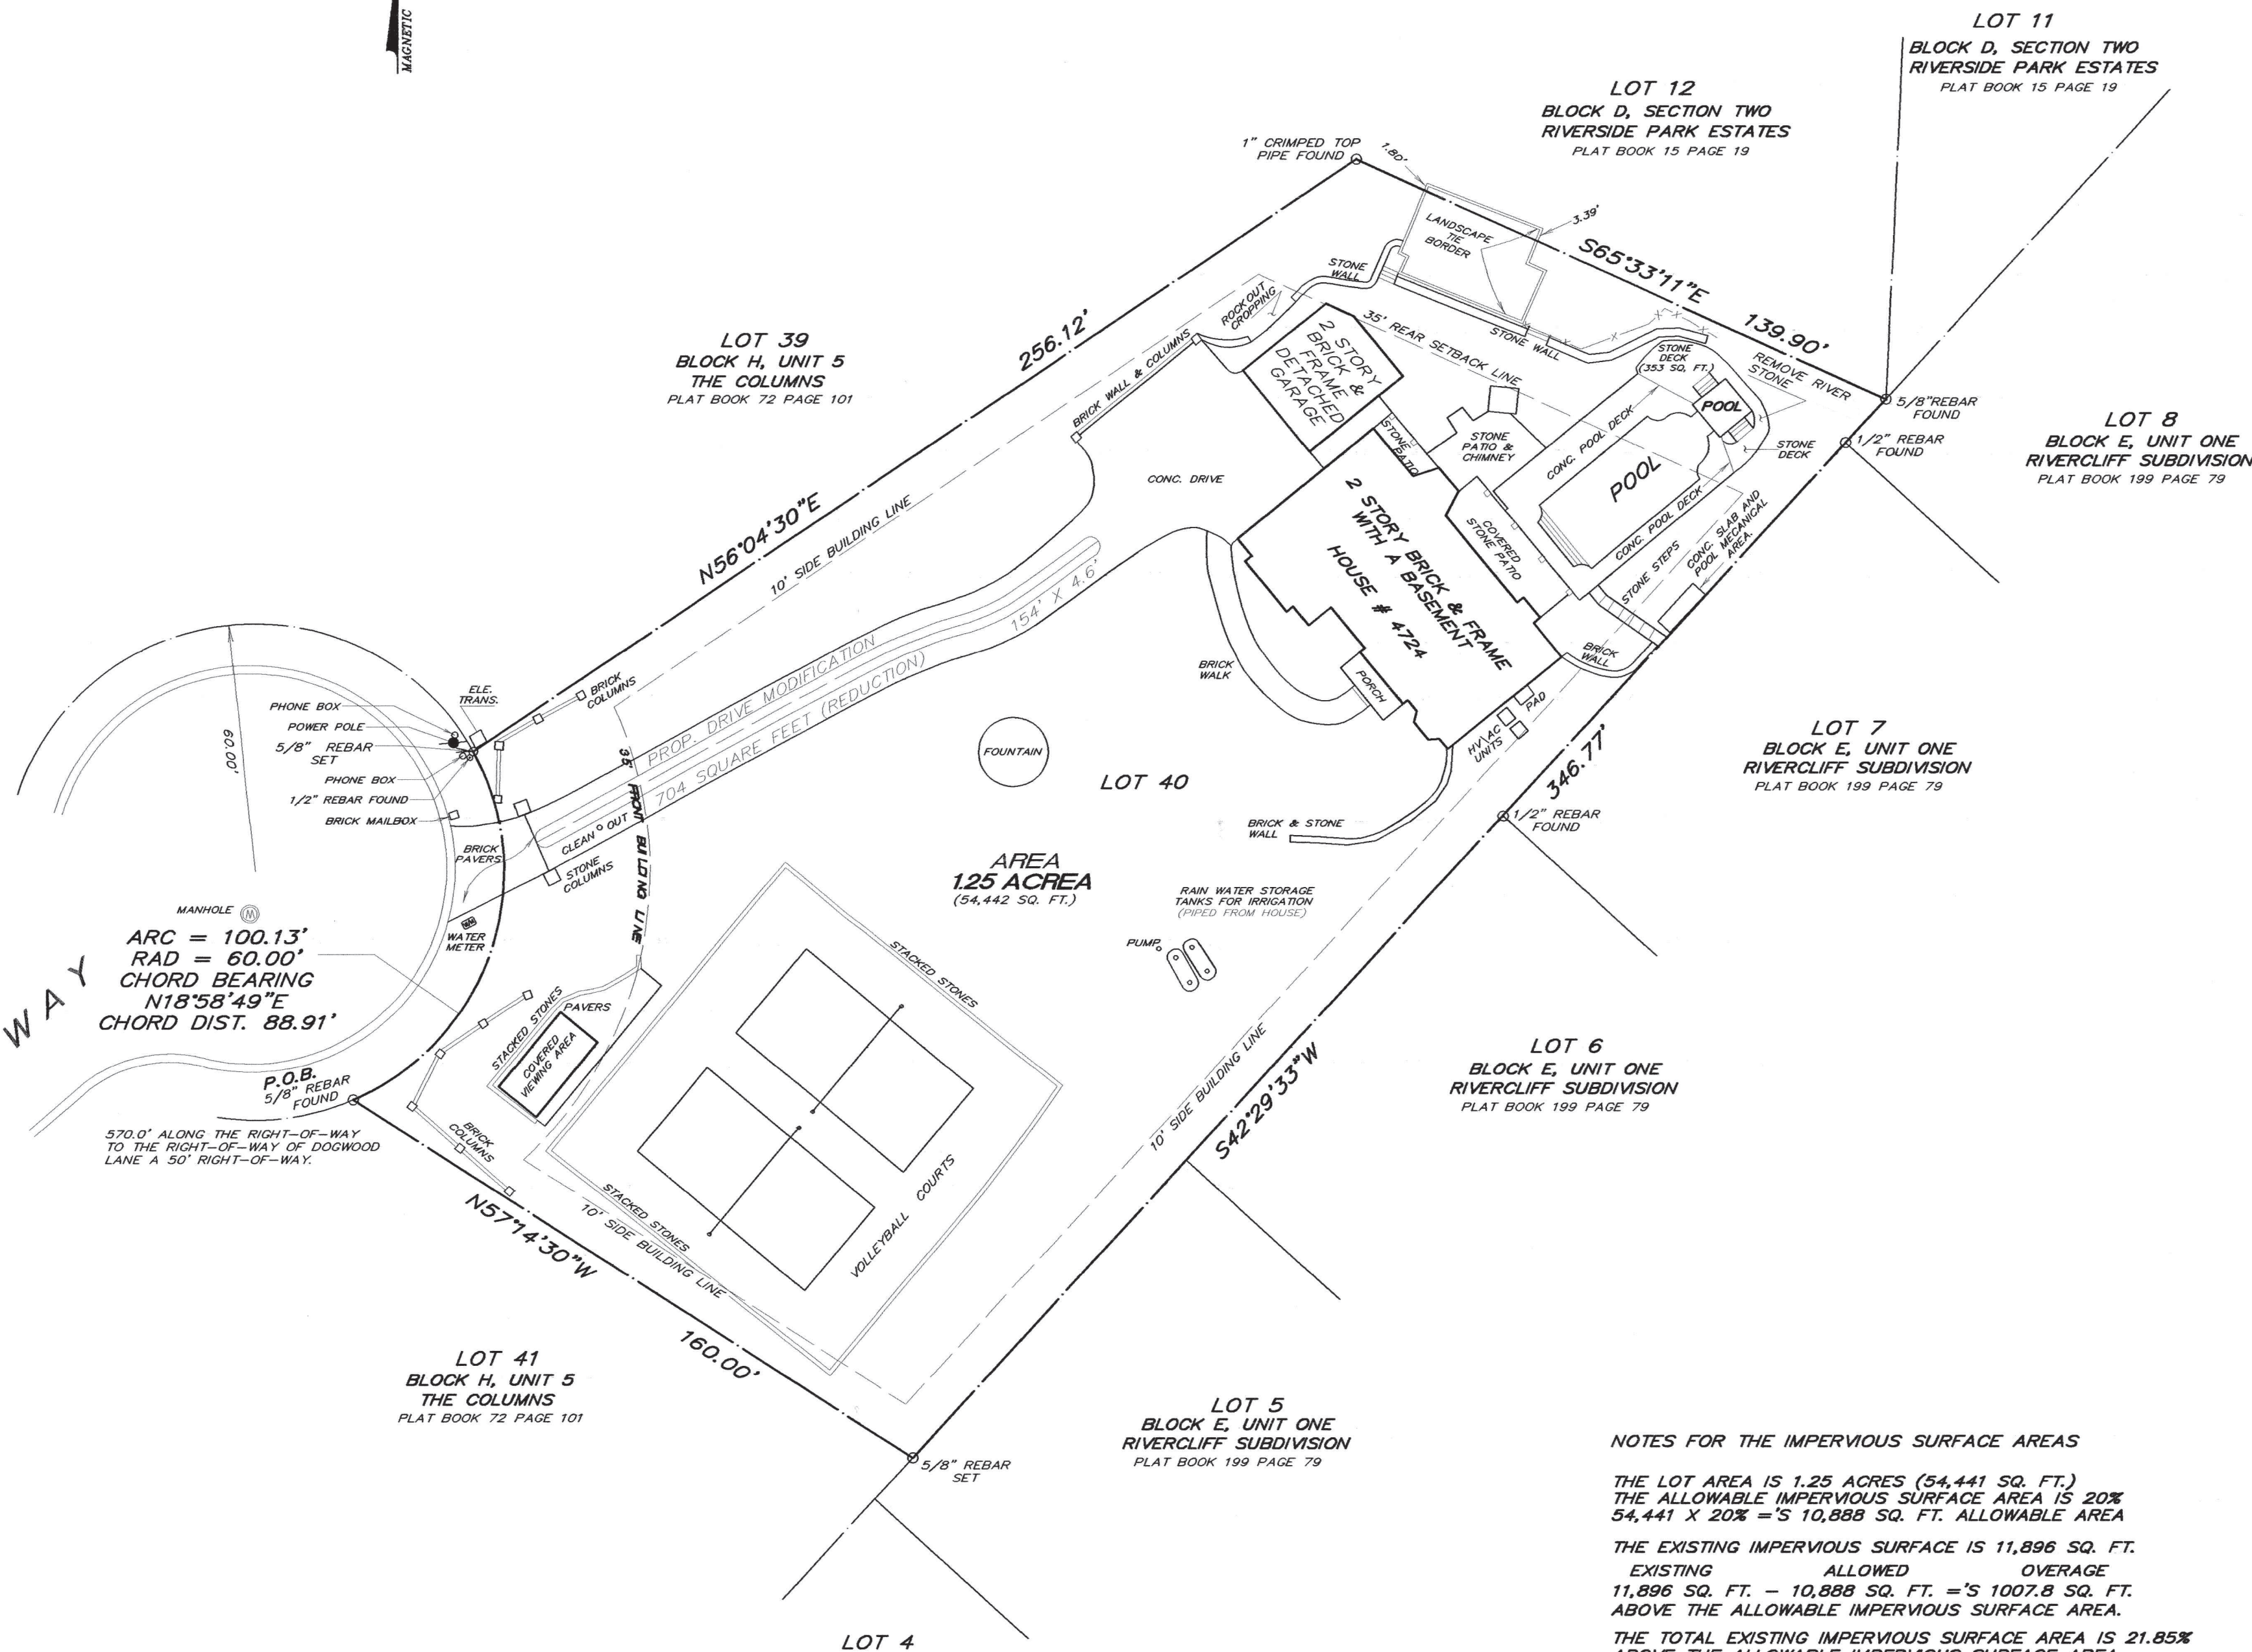 MAGNETIC
LOT 11
BLOCK D, SECTION TWO
RIVERSIDE PARK ESTATES
PLAT BOOK 15 PAGE 19
LOT 12
BLOCK D, SECTION TWO
RIVERSIDE PARK ESTATES
PLAT BOOK 15 PAGE 19
1" CRIMPED TOP
PIPE FOUND
1.80'
3.39'
LANDSCAPE
TIE
BORDER
S65°33'11"E
139.90'
STONE
WALL
ROCK OUT
CROPPING
35' REAR SETBACK LINE
STONE WALL
STONE
DECK
(353 SQ. FT.)
REMOVE RIVER
STONE
5/8"REBAR
FOUND
1/2" REBAR
FOUND
LOT 8
BLOCK E, UNIT ONE
RIVERCLIFF SUBDIVISION
PLAT BOOK 199 PAGE 79
LOT 39
BLOCK H, UNIT 5
THE COLUMNS
PLAT BOOK 72 PAGE 101
256.12'
N56°04'30"E
10' SIDE BUILDING LINE
BRICK WALL & COLUMNS
2 STORY
BRICK &
FRAME
DETACHED
GARAGE
STONE
PATIO
STONE
PATIO &
CHIMNEY
CONC. POOL DECK
POOL
POOL
STONE
DECK
CONC. POOL DECK
COVERED
STONE PATIO
STONE STEPS
CONC. SLAB AND
POOL MECANICAL
AREA.
CONC. DRIVE
2 STORY BRICK & FRAME
WITH A BASEMENT
HOUSE # 4724
BRICK
WALL
BRICK
WALK
PORCH
PAD
HV\AC
UNITS
346.77'
LOT 7
BLOCK E, UNIT ONE
RIVERCLIFF SUBDIVISION
PLAT BOOK 199 PAGE 79
1/2" REBAR
FOUND
PROP. DRIVE MODIFICATION
154' X 4.6'
704 SQUARE FEET (REDUCTION)
35' FRONT BUILDING LINE
ELE.
TRANS.
BRICK
COLUMNS
PHONE BOX
POWER POLE
5/8" REBAR
SET
PHONE BOX
1/2" REBAR FOUND
BRICK MAILBOX
60.00'
BRICK
PAVERS
CLEAN OUT
STONE
COLUMNS
FOUNTAIN
LOT 40
BRICK & STONE
WALL
AREA
1.25 ACREA
(54,442 SQ. FT.)
RAIN WATER STORAGE
TANKS FOR IRRIGATION
(PIPED FROM HOUSE)
PUMP
MANHOLE
W
WATER
METER
WAY
ARC = 100.13'
RAD = 60.00'
CHORD BEARING
N18°58'49"E
CHORD DIST. 88.91'
P.O.B.
5/8" REBAR
FOUND
570.0' ALONG THE RIGHT-OF-WAY
TO THE RIGHT-OF-WAY OF DOGWOOD
LANE A 50' RIGHT-OF-WAY.
STACKED STONES
PAVERS
COVERED
VIEWING AREA
BRICK
COLUMNS
STACKED STONES
STACKED STONES
VOLLEYBALL COURTS
10' SIDE BUILDING LINE
N57°14'30"W
160.00'
10' SIDE BUILDING LINE
S42°29'33"W
LOT 6
BLOCK E, UNIT ONE
RIVERCLIFF SUBDIVISION
PLAT BOOK 199 PAGE 79
LOT 41
BLOCK H, UNIT 5
THE COLUMNS
PLAT BOOK 72 PAGE 101
5/8" REBAR
SET
LOT 5
BLOCK E, UNIT ONE
RIVERCLIFF SUBDIVISION
PLAT BOOK 199 PAGE 79
LOT 4
NOTES FOR THE IMPERVIOUS SURFACE AREAS
THE LOT AREA IS 1.25 ACRES (54,441 SQ. FT.)
THE ALLOWABLE IMPERVIOUS SURFACE AREA IS 20%
54,441 X 20% ='S 10,888 SQ. FT. ALLOWABLE AREA
THE EXISTING IMPERVIOUS SURFACE IS 11,896 SQ. FT.
EXISTING ALLOWED OVERAGE
11,896 SQ. FT. - 10,888 SQ. FT. ='S 1007.8 SQ. FT.
ABOVE THE ALLOWABLE IMPERVIOUS SURFACE AREA.
THE TOTAL EXISTING IMPERVIOUS SURFACE AREA IS 21.85%